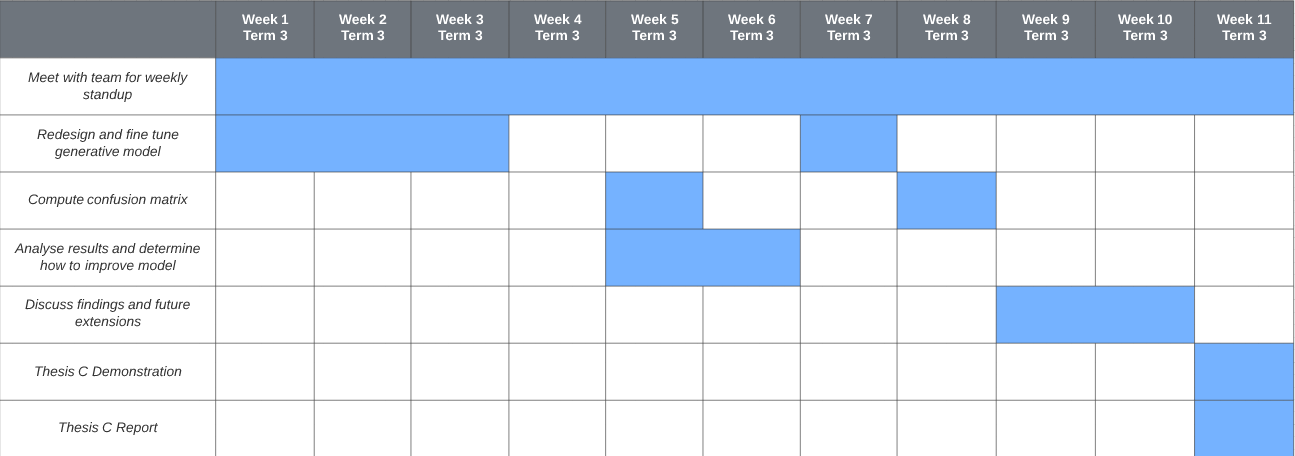 Week 1 Week 2 Week 3 Week 4 Week 5 Week 6 Week 7 Week 8 Week 9 Week 10 Week 11
Term 3 Term 3 Term 3 Term 3 Term 3 Term 3 Term 3 Term 3 Term 3 Term 3 Term 3
Meet with team for weekly
standup
Redesign and fine tune
generative model
Compute confusion matrix
Analyse results and determine
how to improve model
Discuss findings and future
extensions
Thesis C Demonstration
Thesis C Report